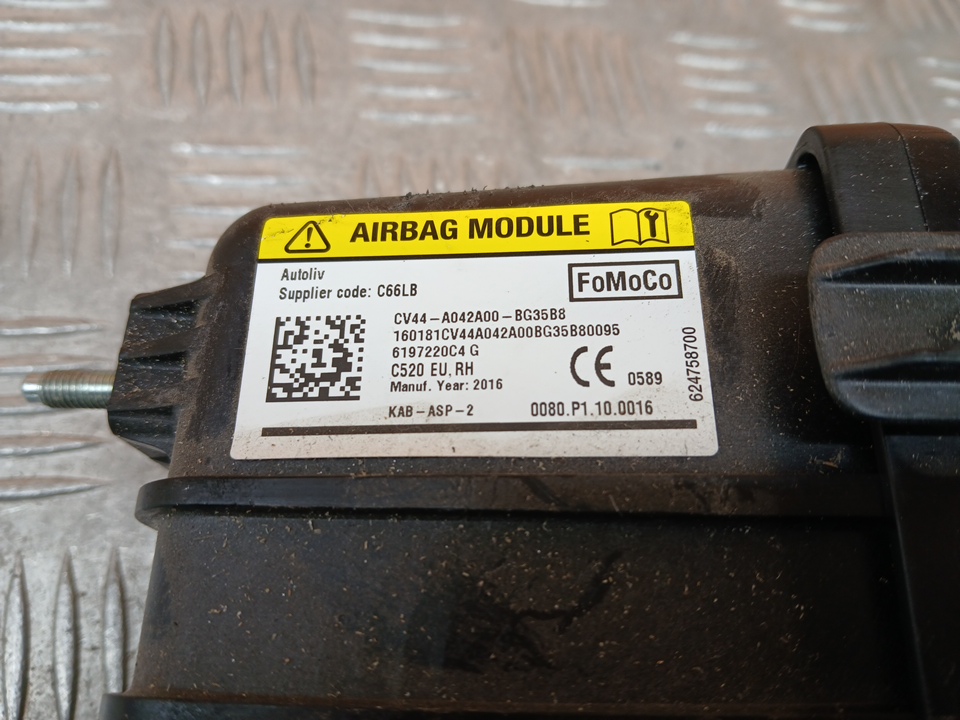 AIRBAG MODULE
Autoliv
Supplier code: C66LB
FoMoCo
CV44-A042A00-BG35B8
160181CV44A042A00BG35B80095
6197220C4 G
C520 EU, RH
Manuf. Year: 2016
CE 0589
KAB-ASP-2 0080.P1.10.0016
624758700